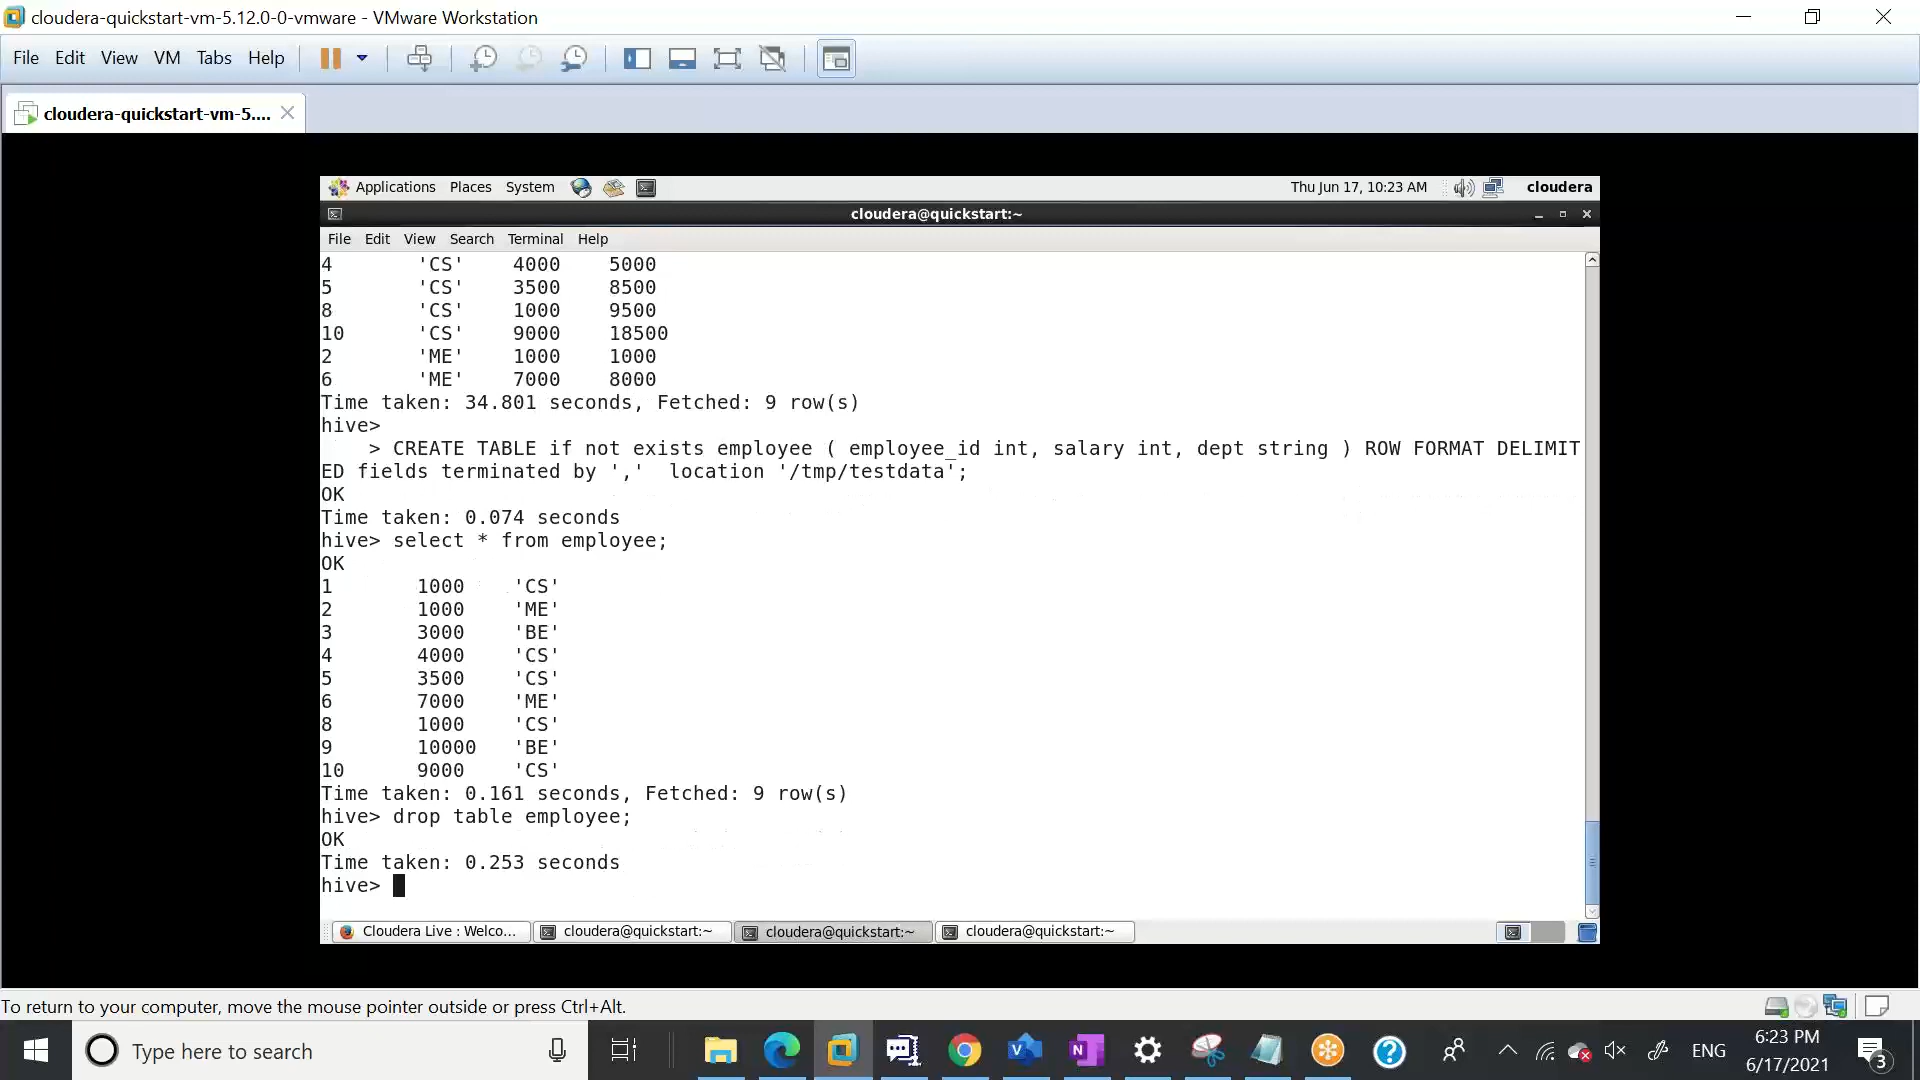 cloudera-quickstart-vm-5.12.0-0-vmware - VMware Workstation
File Edit View VM Tabs Help
cloudera-quickstart-vm-5....
Applications Places System Thu Jun 17, 10:23 AM cloudera
cloudera@quickstart:~
File Edit View Search Terminal Help
4 'CS' 4000 5000
5 'CS' 3500 8500
8 'CS' 1000 9500
10 'CS' 9000 18500
2 'ME' 1000 1000
6 'ME' 7000 8000
Time taken: 34.801 seconds, Fetched: 9 row(s)
hive>
> CREATE TABLE if not exists employee ( employee_id int, salary int, dept string ) ROW FORMAT DELIMIT
ED fields terminated by ','  location '/tmp/testdata';
OK
Time taken: 0.074 seconds
hive> select * from employee;
OK
1 1000 'CS'
2 1000 'ME'
3 3000 'BE'
4 4000 'CS'
5 3500 'CS'
6 7000 'ME'
8 1000 'CS'
9 10000 'BE'
10 9000 'CS'
Time taken: 0.161 seconds, Fetched: 9 row(s)
hive> drop table employee;
OK
Time taken: 0.253 seconds
hive>
Cloudera Live : Welco... cloudera@quickstart:~ cloudera@quickstart:~ cloudera@quickstart:~
To return to your computer, move the mouse pointer outside or press Ctrl+Alt.
Type here to search ENG 6:23 PM
6/17/2021 3